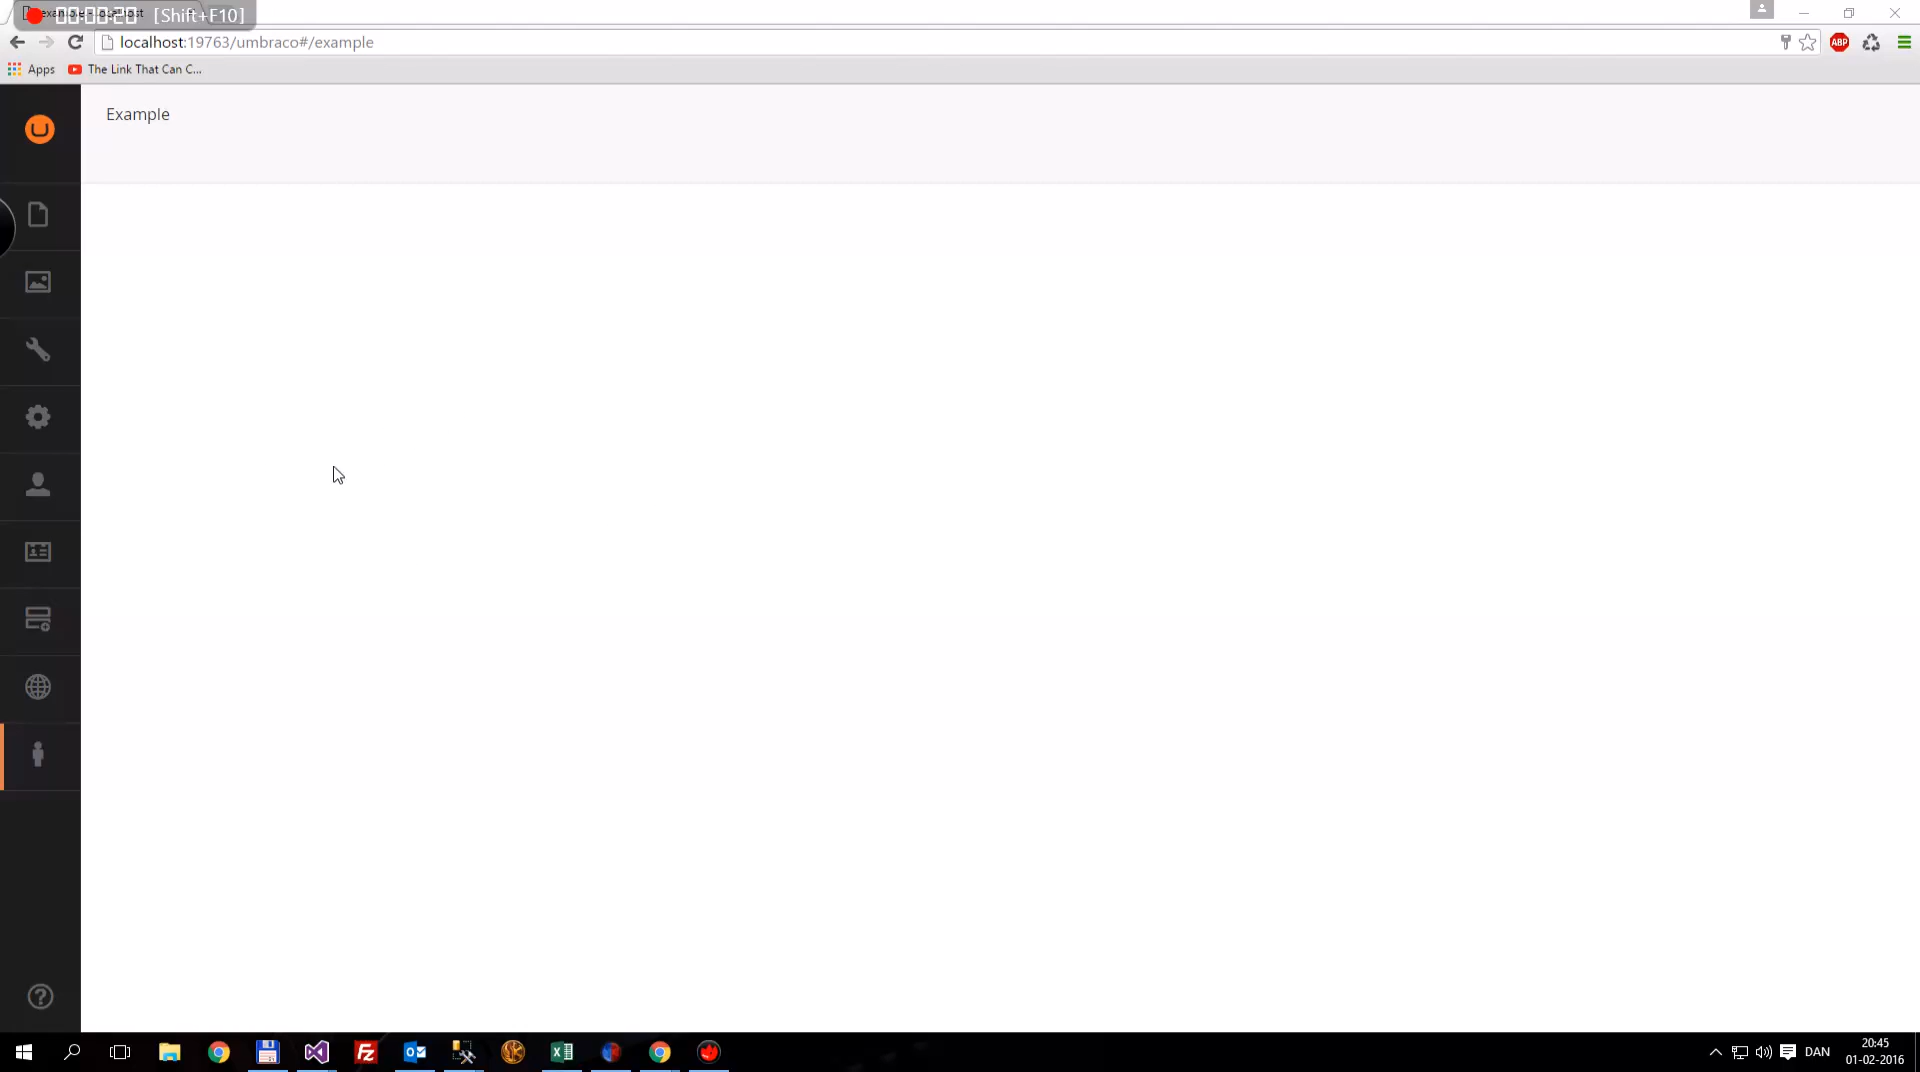 00:00:20 [Shift+F10]
localhost:19763/umbraco#/example
ABP
Apps
The Link That Can C...
Example
DAN
20:45
01-02-2016